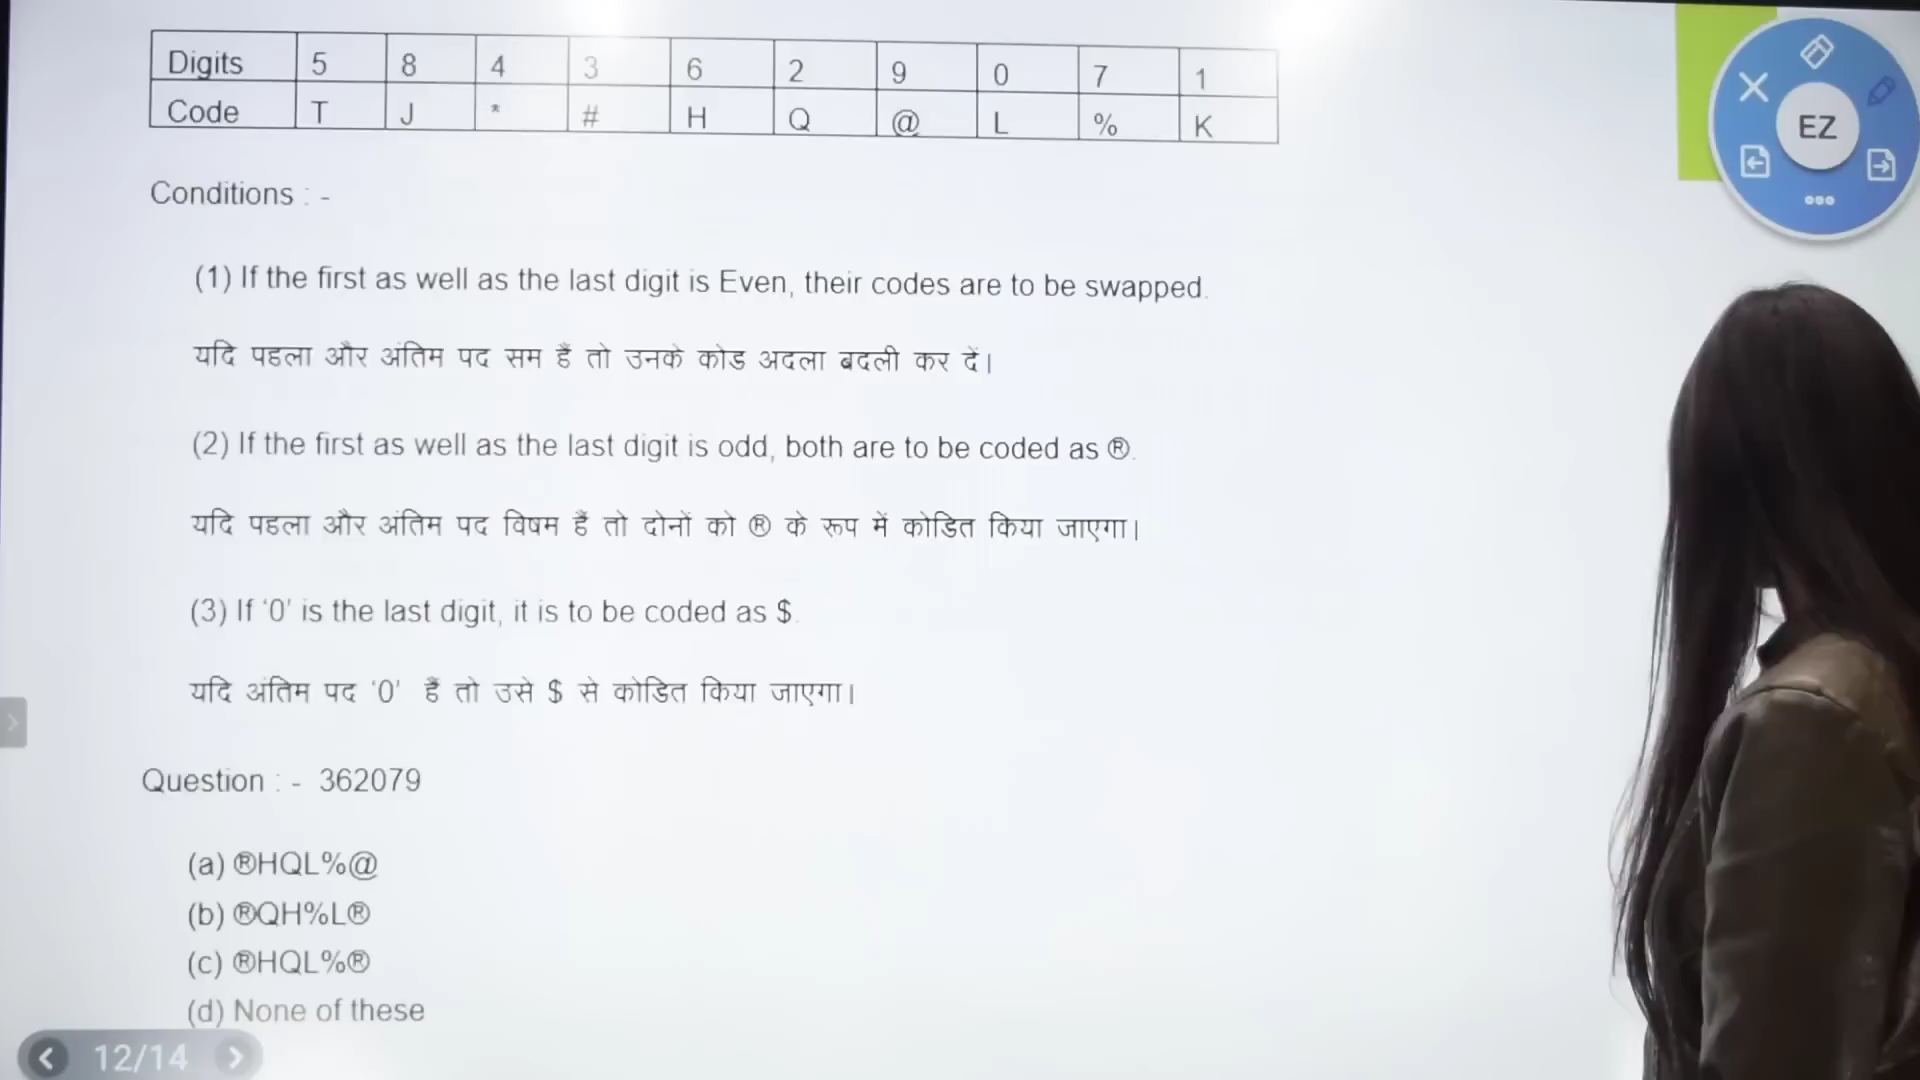 Digits 5 8 4 3 6 2 9 0 7 1
Code T J * # H Q @ L % K
EZ
Conditions : -
(1) If the first as well as the last digit is Even, their codes are to be swapped.
यदि पहला और अंतिम पद सम हैं तो उनके कोड अदला बदली कर दें।
(2) If the first as well as the last digit is odd, both are to be coded as ®.
यदि पहला और अंतिम पद विषम हैं तो दोनों को ® के रूप में कोडित किया जाएगा।
(3) If ‘0’ is the last digit, it is to be coded as $.
यदि अंतिम पद ‘0’ हैं तो उसे $ से कोडित किया जाएगा।
Question : - 362079
(a) ®HQL%@
(b) ®QH%L®
(c) ®HQL%®
(d) None of these
12/14